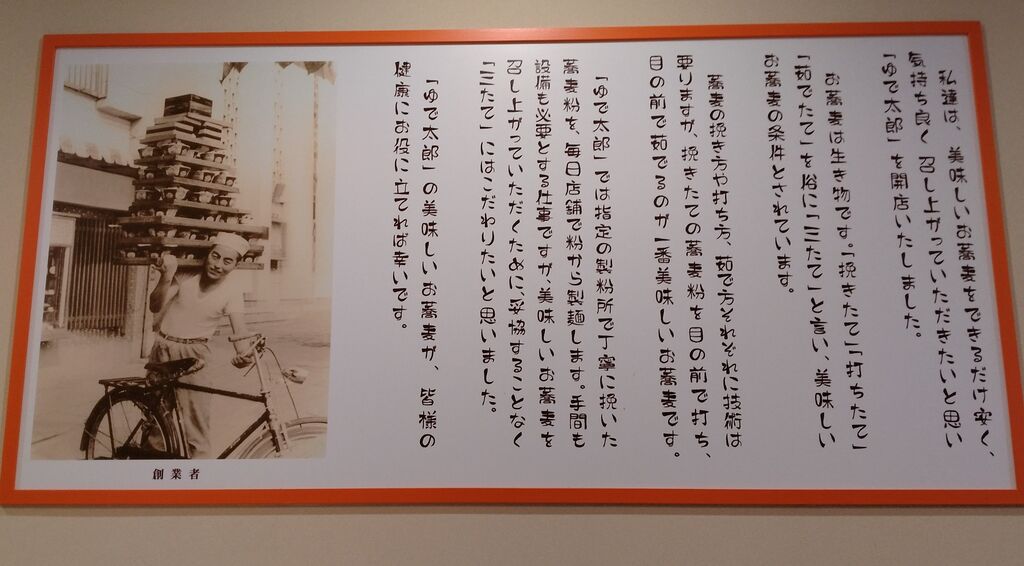 私達は、美味しいお蕎麦をできるだけ安く、
気持ち良く召し上がっていただきたいと思い
「ゆで太郎」を開店いたしました。
お蕎麦は生き物です。「挽きたて」「打ちたて」
「茹でたて」を俗に「三たて」と言い、美味しい
お蕎麦の条件とされています。
蕎麦の挽き方や打ち方、茹で方それぞれに技術は
要りますが、挽きたての蕎麦粉を目の前で打ち、
目の前で茹でるのが一番美味しいお蕎麦です。
「ゆで太郎」では指定の製粉所で丁寧に挽いた
蕎麦粉を、毎日店舗で粉から製麺します。手間も
設備も必要とする仕事ですが、美味しいお蕎麦を
召し上がっていただくために妥協することなく
「三たて」にはこだわりたいと思いました。
「ゆで太郎」の美味しいお蕎麦が、皆様の
健康にお役に立てれば幸いです。
創業者